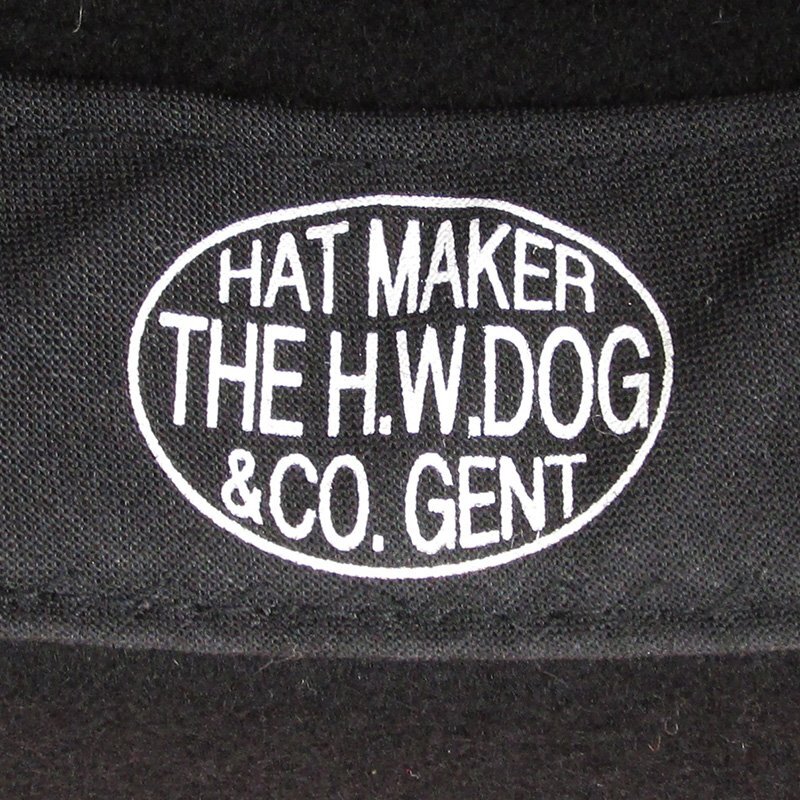 HAT MAKER
THE H.W.DOG
&CO. GENT